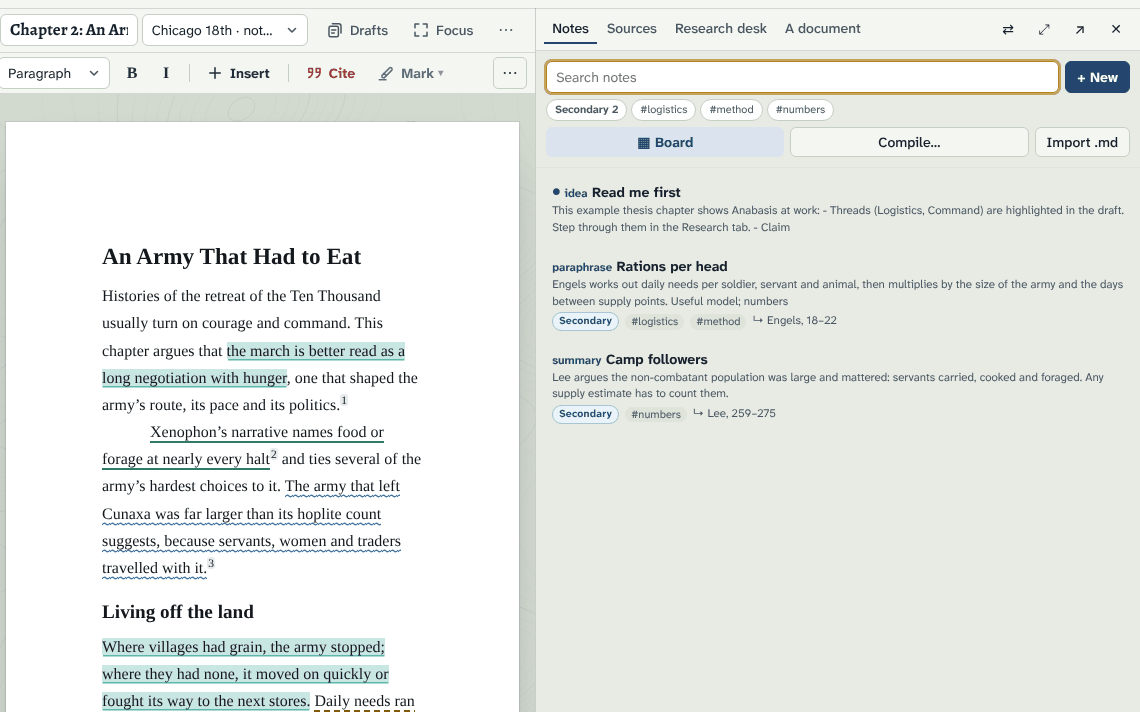 Chapter 2: An Ar
Chicago 18th · not...
Drafts
Focus
Paragraph
B
I
+ Insert
Cite
Mark
An Army That Had to Eat
Histories of the retreat of the Ten Thousand
usually turn on courage and command. This
chapter argues that the march is better read as a
long negotiation with hunger, one that shaped the
army’s route, its pace and its politics.1
Xenophon’s narrative names food or
forage at nearly every halt2 and ties several of the
army’s hardest choices to it. The army that left
Cunaxa was far larger than its hoplite count
suggests, because servants, women and traders
travelled with it.3
Living off the land
Where villages had grain, the army stopped;
where they had none, it moved on quickly or
fought its way to the next stores. Daily needs ran
Notes
Sources
Research desk
A document
Search notes
+ New
Secondary 2
#logistics
#method
#numbers
Board
Compile...
Import .md
idea Read me first
This example thesis chapter shows Anabasis at work: - Threads (Logistics, Command) are highlighted in the draft.
Step through them in the Research tab. - Claim
paraphrase Rations per head
Engels works out daily needs per soldier, servant and animal, then multiplies by the size of the army and the days
between supply points. Useful model; numbers
Secondary #logistics #method ↪ Engels, 18–22
summary Camp followers
Lee argues the non-combatant population was large and mattered: servants carried, cooked and foraged. Any
supply estimate has to count them.
Secondary #numbers ↪ Lee, 259–275